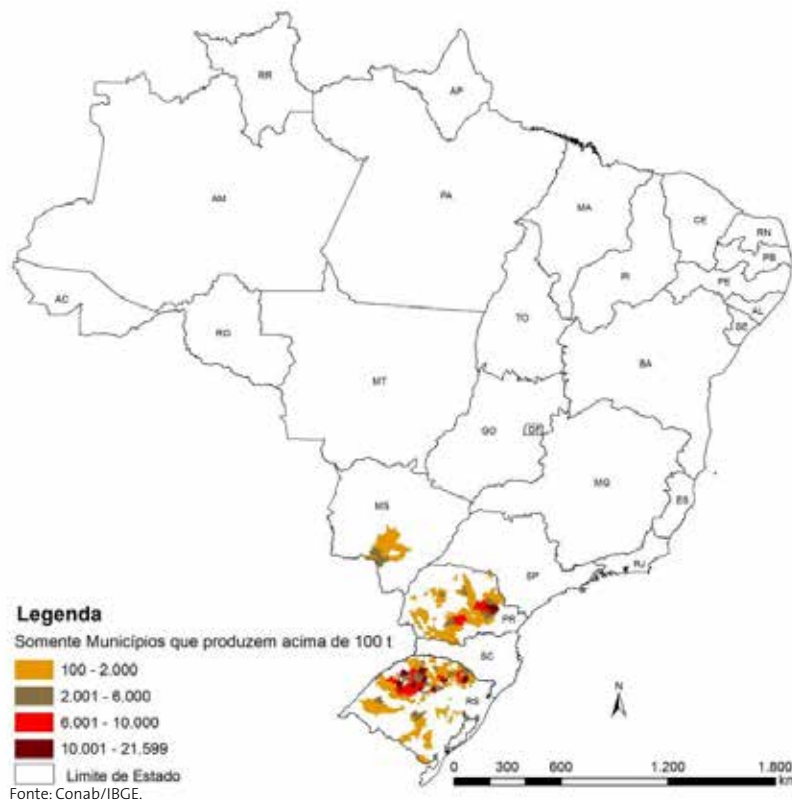 RR
AP
AM
PA
MA
CE
RN
PB
PI
PE
AL
SE
AC
TO
RO
BA
MT
GO
DF
MG
ES
MS
SP
RJ
PR
SC
RS
N
Legenda
Somente Municípios que produzem acima de 100 t
100 - 2.000
2.001 - 6.000
6.001 - 10.000
10.001 - 21.599
Limite de Estado
0 300 600 1.200 1.800
km
Fonte: Conab/IBGE.